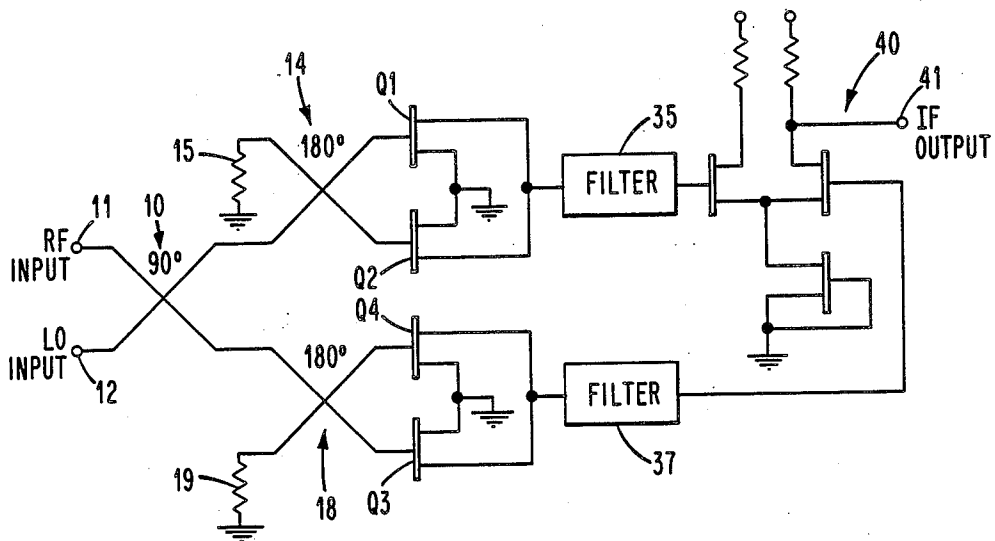 14
Q1
40
41
35
15
180°
IF
OUTPUT
FILTER
10
11
RF
INPUT
90°
Q2
Q4
LO
INPUT
12
180°
FILTER
19
18
Q3
37